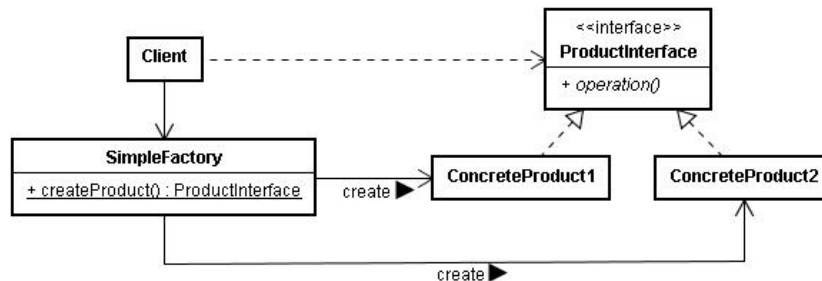 <<interface>>
ProductInterface
+ operation()
Client
SimpleFactory
+ createProduct() : ProductInterface
create
ConcreteProduct1
ConcreteProduct2
create